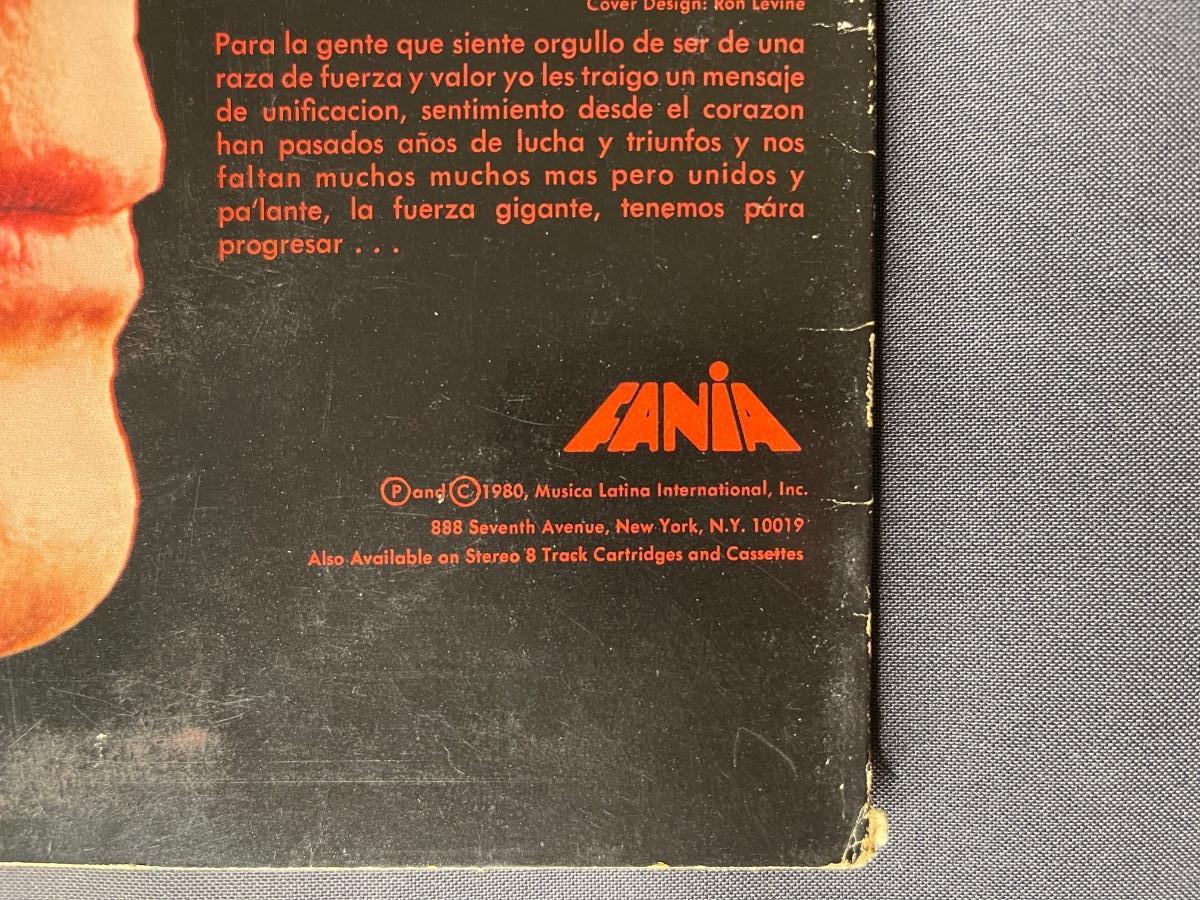 Cover Design: Ron Levine
Para la gente que siente orgullo de ser de una
raza de fuerza y valor yo les traigo un mensaje
de unificacion, sentimiento desde el corazon
han pasados años de lucha y triunfos y nos
faltan muchos muchos mas pero unidos y
pa'lante, la fuerza gigante, tenemos pára
progresar . . .
FANiA
Ⓟ and Ⓒ 1980, Musica Latina International, Inc.
888 Seventh Avenue, New York, N.Y. 10019
Also Available on Stereo 8 Track Cartridges and Cassettes